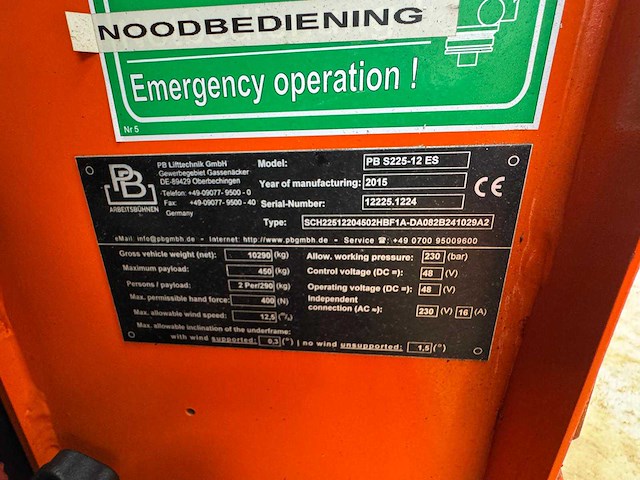 NOODBEDIENING
Emergency operation !
Nr 5
PB
ARBEITSBÜHNEN
PB Lifttechnik GmbH
Gewerbegebiet Gassenäcker
DE-89429 Oberbechingen
Telefon: +49-09077- 9500 - 0
Fax: +49-09077- 9500 - 40
Germany
Model: PB S225-12 ES
Year of manufacturing: 2015
Serial-Number: 12225.1224
Type: SCH22512204502HBF1A-DA082B241029A2
CE
eMail: info@pbgmbh.de - Internet: http://www.pbgmbh.de - Service ☎: +49 0700 95009600
Gross vehicle weight (net): 10290 (kg)
Maximum payload: 450 (kg)
Persons / payload: 2 Per/290 (kg)
Max. permissible hand force: 400 (N)
Max. allowable wind speed: 12,5 (m/s)
Max. allowable inclination of the underframe:
with wind supported: 0,3 (°) | no wind unsupported: 1,5 (°)
Allow. working pressure: 230 (bar)
Control voltage (DC =): 48 (V)
Operating voltage (DC =): 48 (V)
Independent
connection (AC ≈): 230 (V) 16 (A)